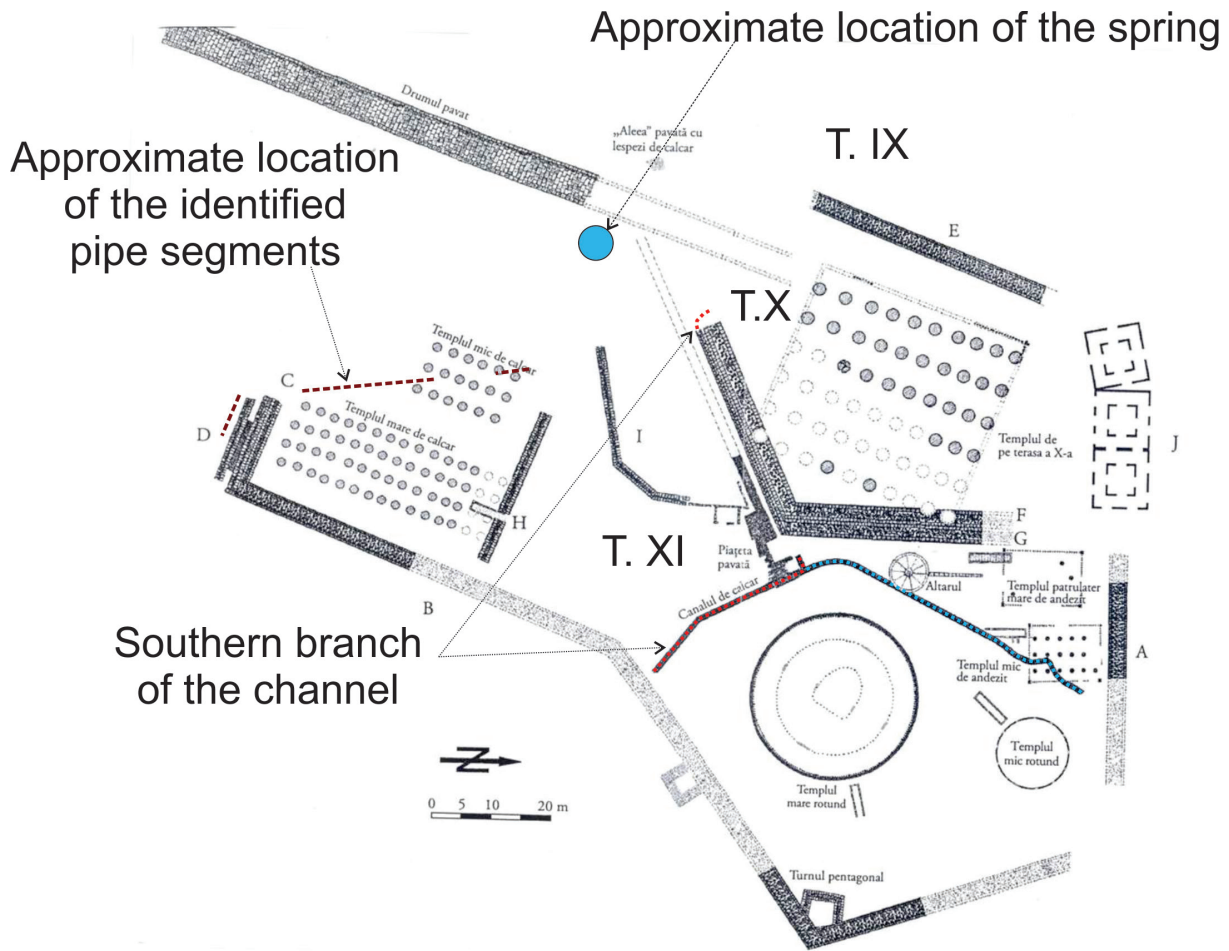 Approximate location of the spring
Drumul pavat
„Aleea" pavată cu
lespezi de calcar
T. IX
Approximate location
of the identified
pipe segments
E
T.X
Templul mic de calcar
C
Templul mare de calcar
D
I
Templul de
pe terasa a X-a
J
H
F
G
T. XI
Piațeta
pavată
Altarul
Templul patrulater
mare de andezit
Canalul de calcar
B
A
Southern branch
of the channel
Templul mic
de andezit
Templul
mic rotund
N
0 5 10 20 m
Templul
mare rotund
Turnul pentagonal